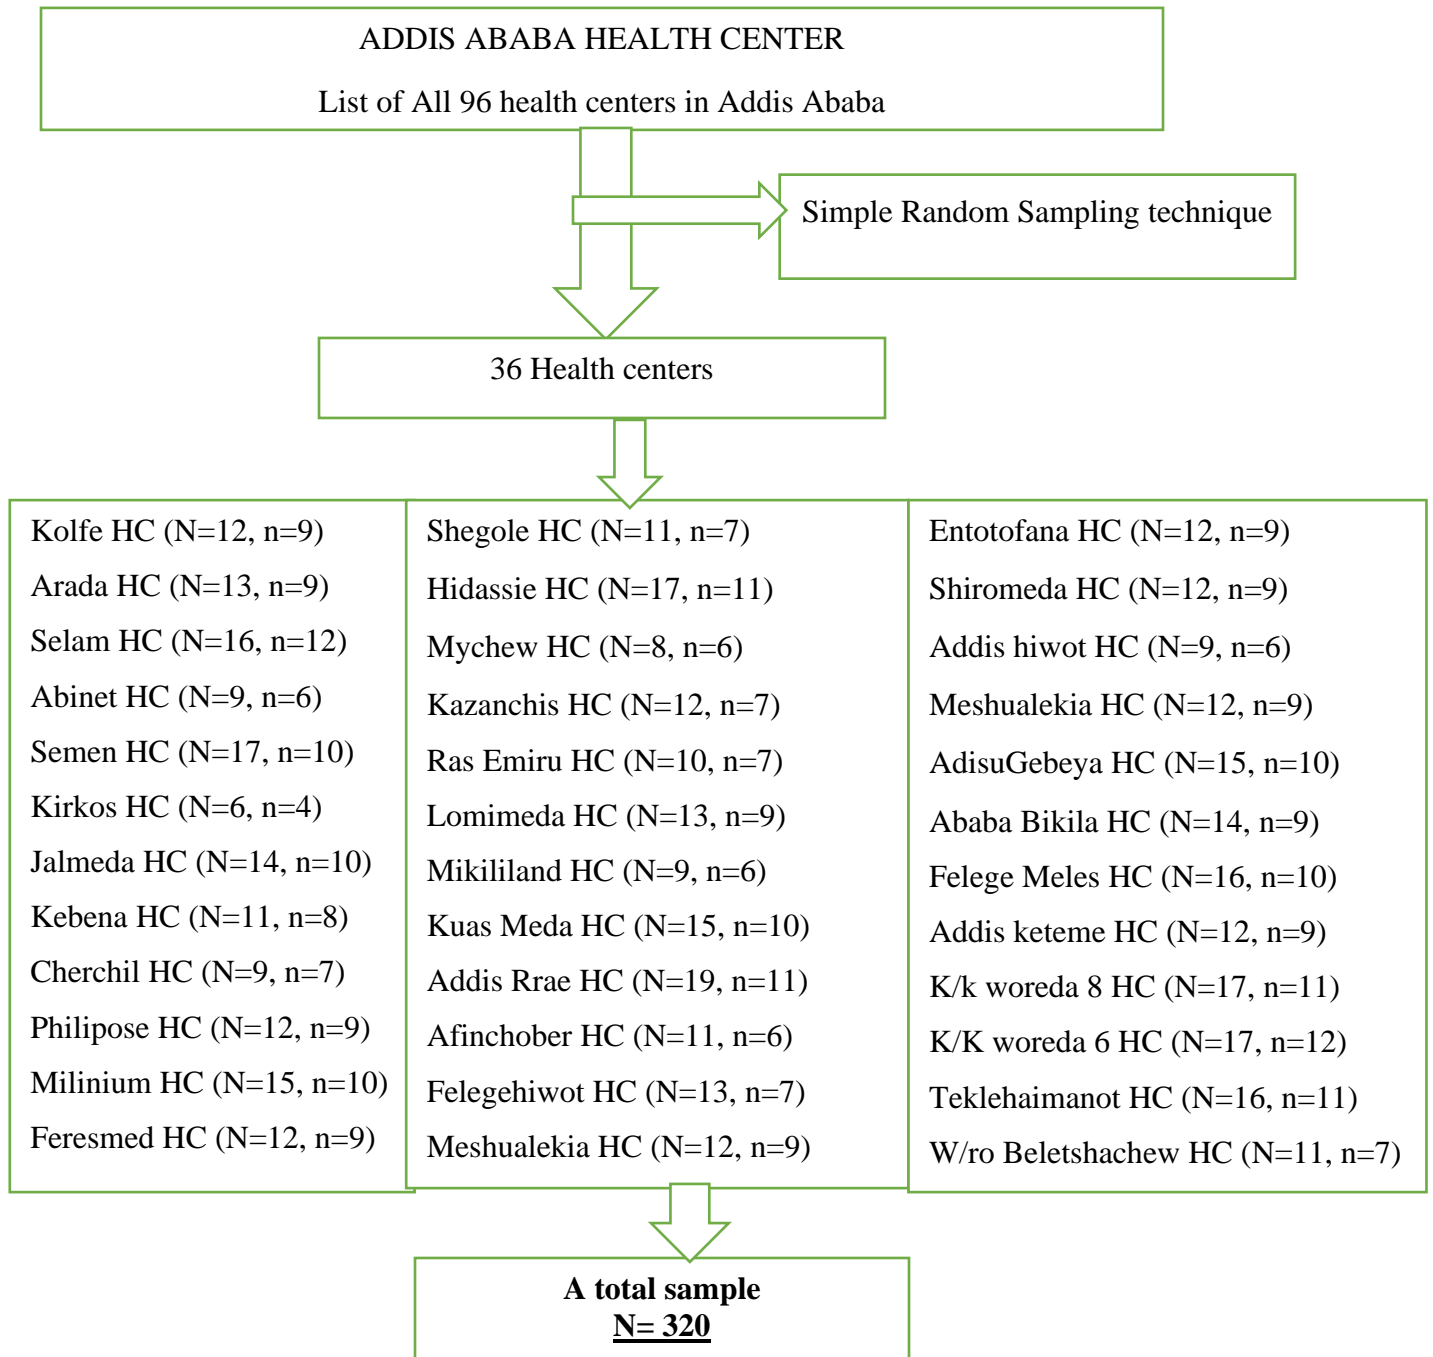 ADDIS ABABA HEALTH CENTER
List of All 96 health centers in Addis Ababa
Simple Random Sampling technique
36 Health centers
Kolfe HC (N=12, n=9)
Arada HC (N=13, n=9)
Selam HC (N=16, n=12)
Abinet HC (N=9, n=6)
Semen HC (N=17, n=10)
Kirkos HC (N=6, n=4)
Jalmeda HC (N=14, n=10)
Kebena HC (N=11, n=8)
Cherchil HC (N=9, n=7)
Philipose HC (N=12, n=9)
Milinium HC (N=15, n=10)
Feresmed HC (N=12, n=9)
Shegole HC (N=11, n=7)
Hidassie HC (N=17, n=11)
Mychew HC (N=8, n=6)
Kazanchis HC (N=12, n=7)
Ras Emiru HC (N=10, n=7)
Lomimeda HC (N=13, n=9)
Mikililand HC (N=9, n=6)
Kuas Meda HC (N=15, n=10)
Addis Rrae HC (N=19, n=11)
Afinchober HC (N=11, n=6)
Felegehiwot HC (N=13, n=7)
Meshualekia HC (N=12, n=9)
Entotofana HC (N=12, n=9)
Shiromeda HC (N=12, n=9)
Addis hiwot HC (N=9, n=6)
Meshualekia HC (N=12, n=9)
AdisuGebeya HC (N=15, n=10)
Ababa Bikila HC (N=14, n=9)
Felege Meles HC (N=16, n=10)
Addis keteme HC (N=12, n=9)
K/k woreda 8 HC (N=17, n=11)
K/K woreda 6 HC (N=17, n=12)
Teklehaimanot HC (N=16, n=11)
W/ro Beletshachew HC (N=11, n=7)
A total sample
N= 320